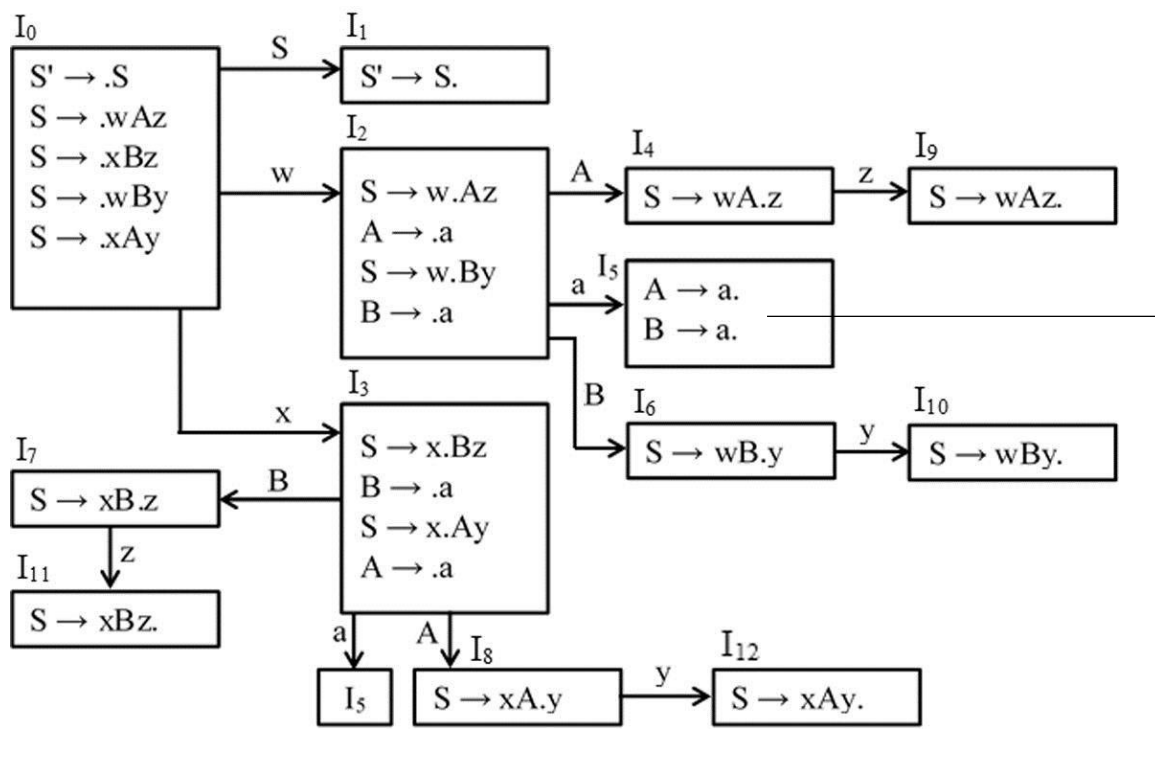 I₀
S' → .S
S → .wAz
S → .xBz
S → .wBy
S → .xAy
S
I₁
S' → S.
w
I₂
S → w.Az
A → .a
S → w.By
B → .a
A
I₄
S → wA.z
z
I₉
S → wAz.
a
I₅
A → a.
B → a.
B
I₆
S → wB.y
y
I₁₀
S → wBy.
x
I₃
S → x.Bz
B → .a
S → x.Ay
A → .a
B
I₇
S → xB.z
z
I₁₁
S → xBz.
a
I₅
A
I₈
S → xA.y
y
I₁₂
S → xAy.